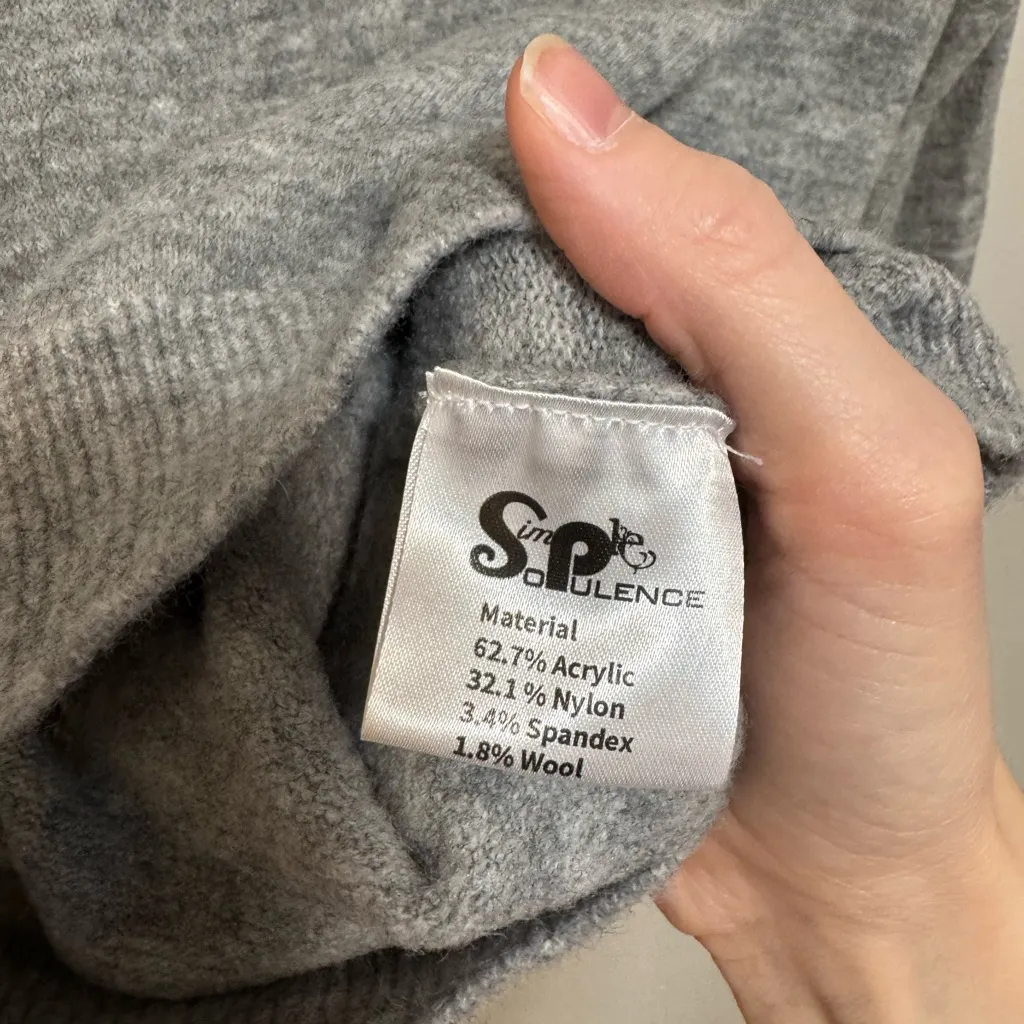 Simple
OPULENCE
Material
62.7% Acrylic
32.1% Nylon
3.4% Spandex
1.8% Wool